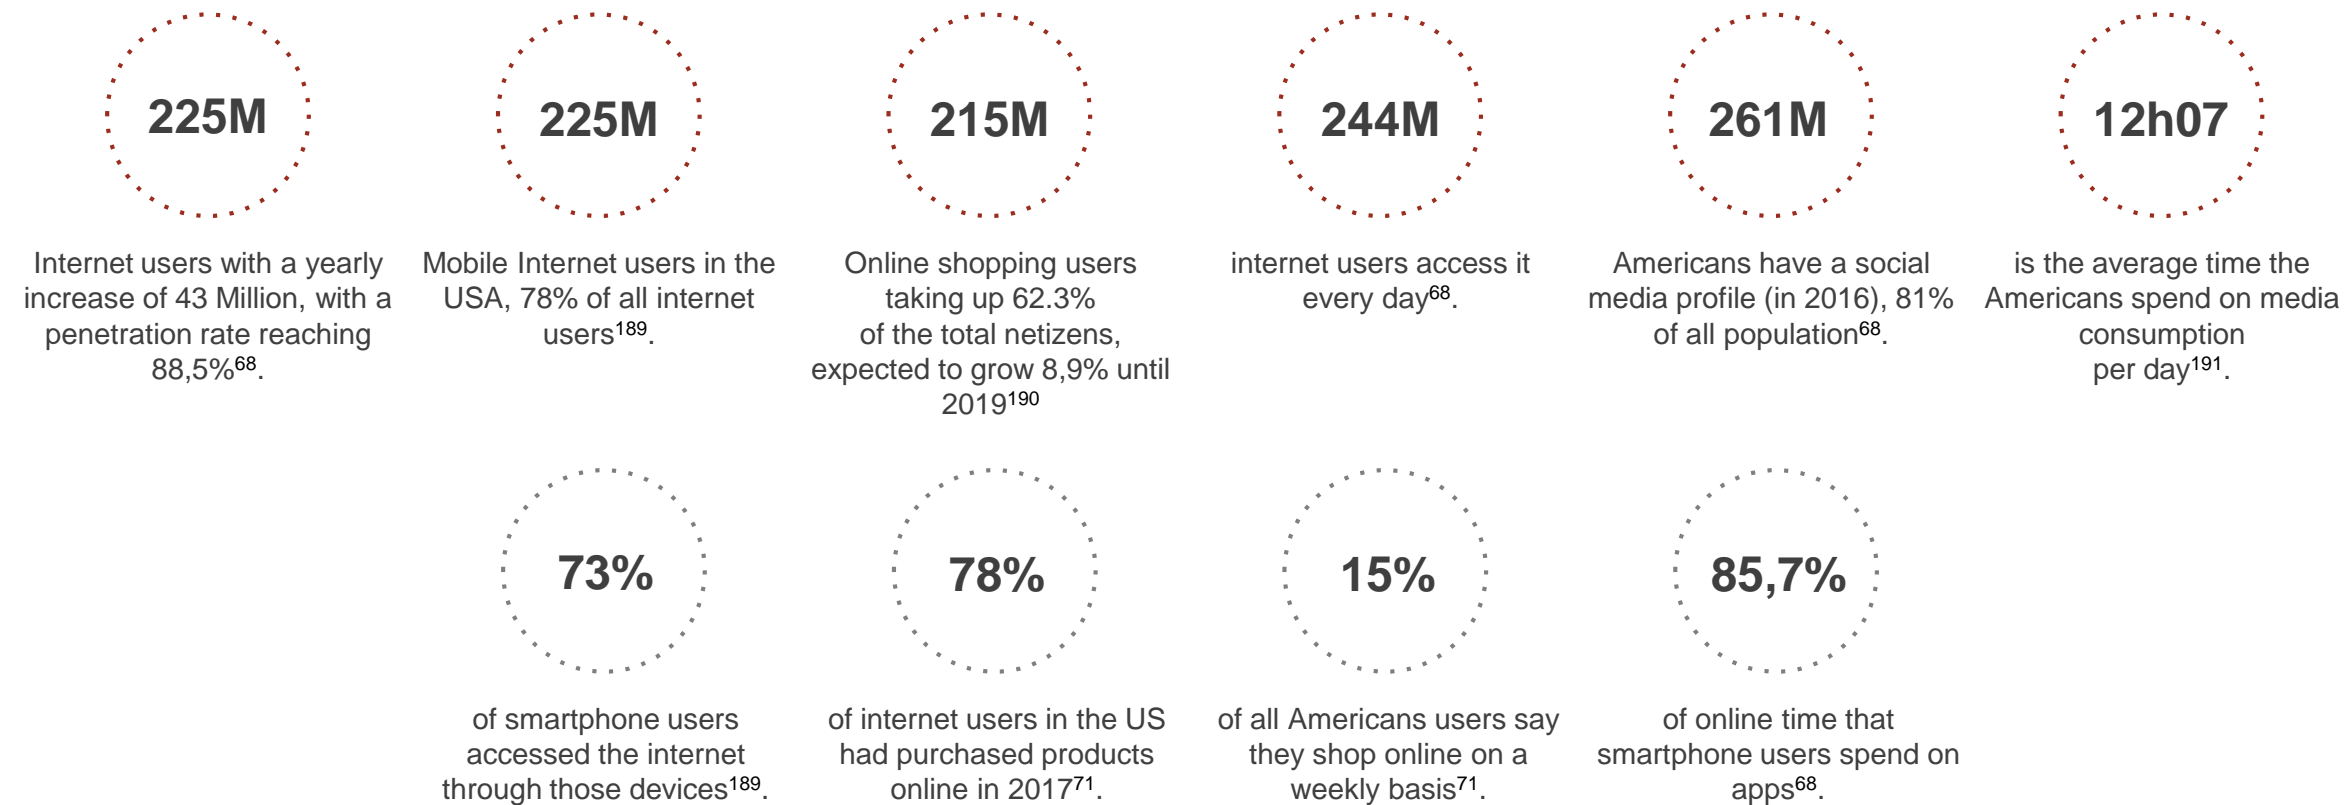 225M
Internet users with a yearly
increase of 43 Million, with a
penetration rate reaching
88,5%68.
225M
Mobile Internet users in the
USA, 78% of all internet
users189.
215M
Online shopping users
taking up 62.3%
of the total netizens,
expected to grow 8,9% until
2019190
244M
internet users access it
every day68.
261M
Americans have a social
media profile (in 2016), 81%
of all population68.
12h07
is the average time the
Americans spend on media
consumption
per day191.
73%
of smartphone users
accessed the internet
through those devices189.
78%
of internet users in the US
had purchased products
online in 201771.
15%
of all Americans users say
they shop online on a
weekly basis71.
85,7%
of online time that
smartphone users spend on
apps68.